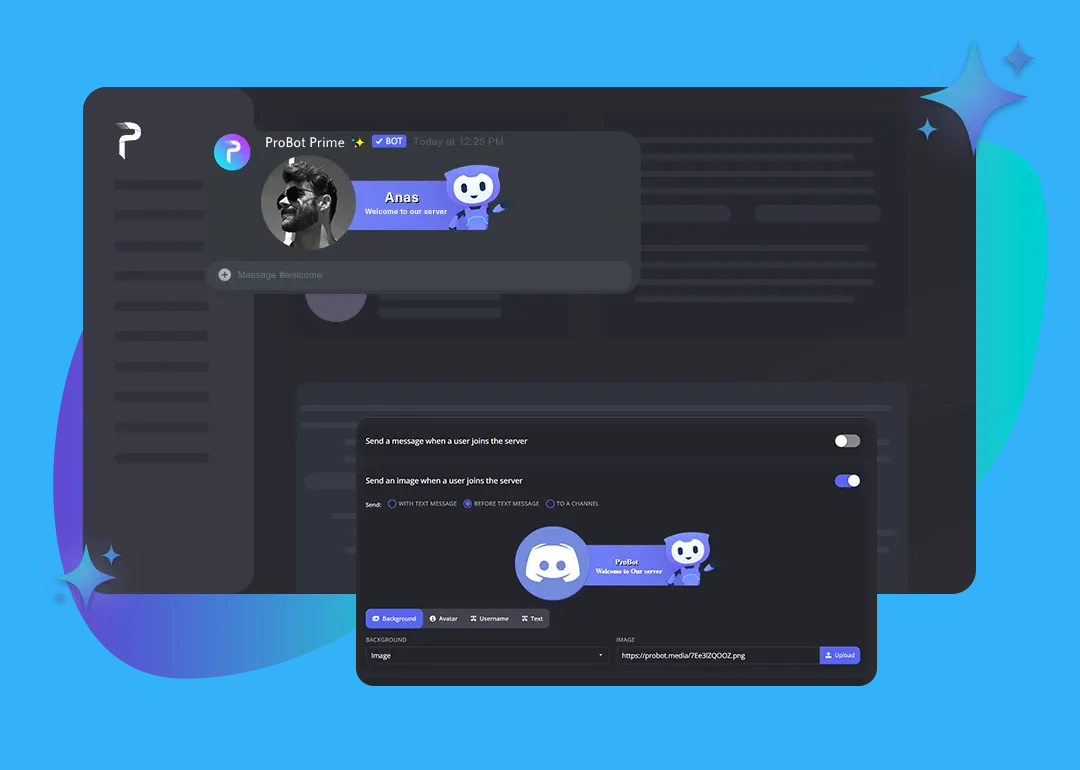 ProBot Prime ✨ ✓ BOT Today at 12:25 PM
Anas
Welcome to our server
Message #welcome
Send a message when a user joins the server
Send an image when a user joins the server
Send: WITH TEXT MESSAGE BEFORE TEXT MESSAGE TO A CHANNEL
ProBot
Welcome to Our server
Background Avatar Username Text
BACKGROUND IMAGE
Image https://probot.media/7Ee3lZQOOZ.png Upload